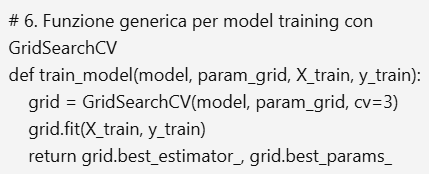 # 6. Funzione generica per model training con
GridSearchCV
def train_model(model, param_grid, X_train, y_train):
    grid = GridSearchCV(model, param_grid, cv=3)
    grid.fit(X_train, y_train)
    return grid.best_estimator_, grid.best_params_